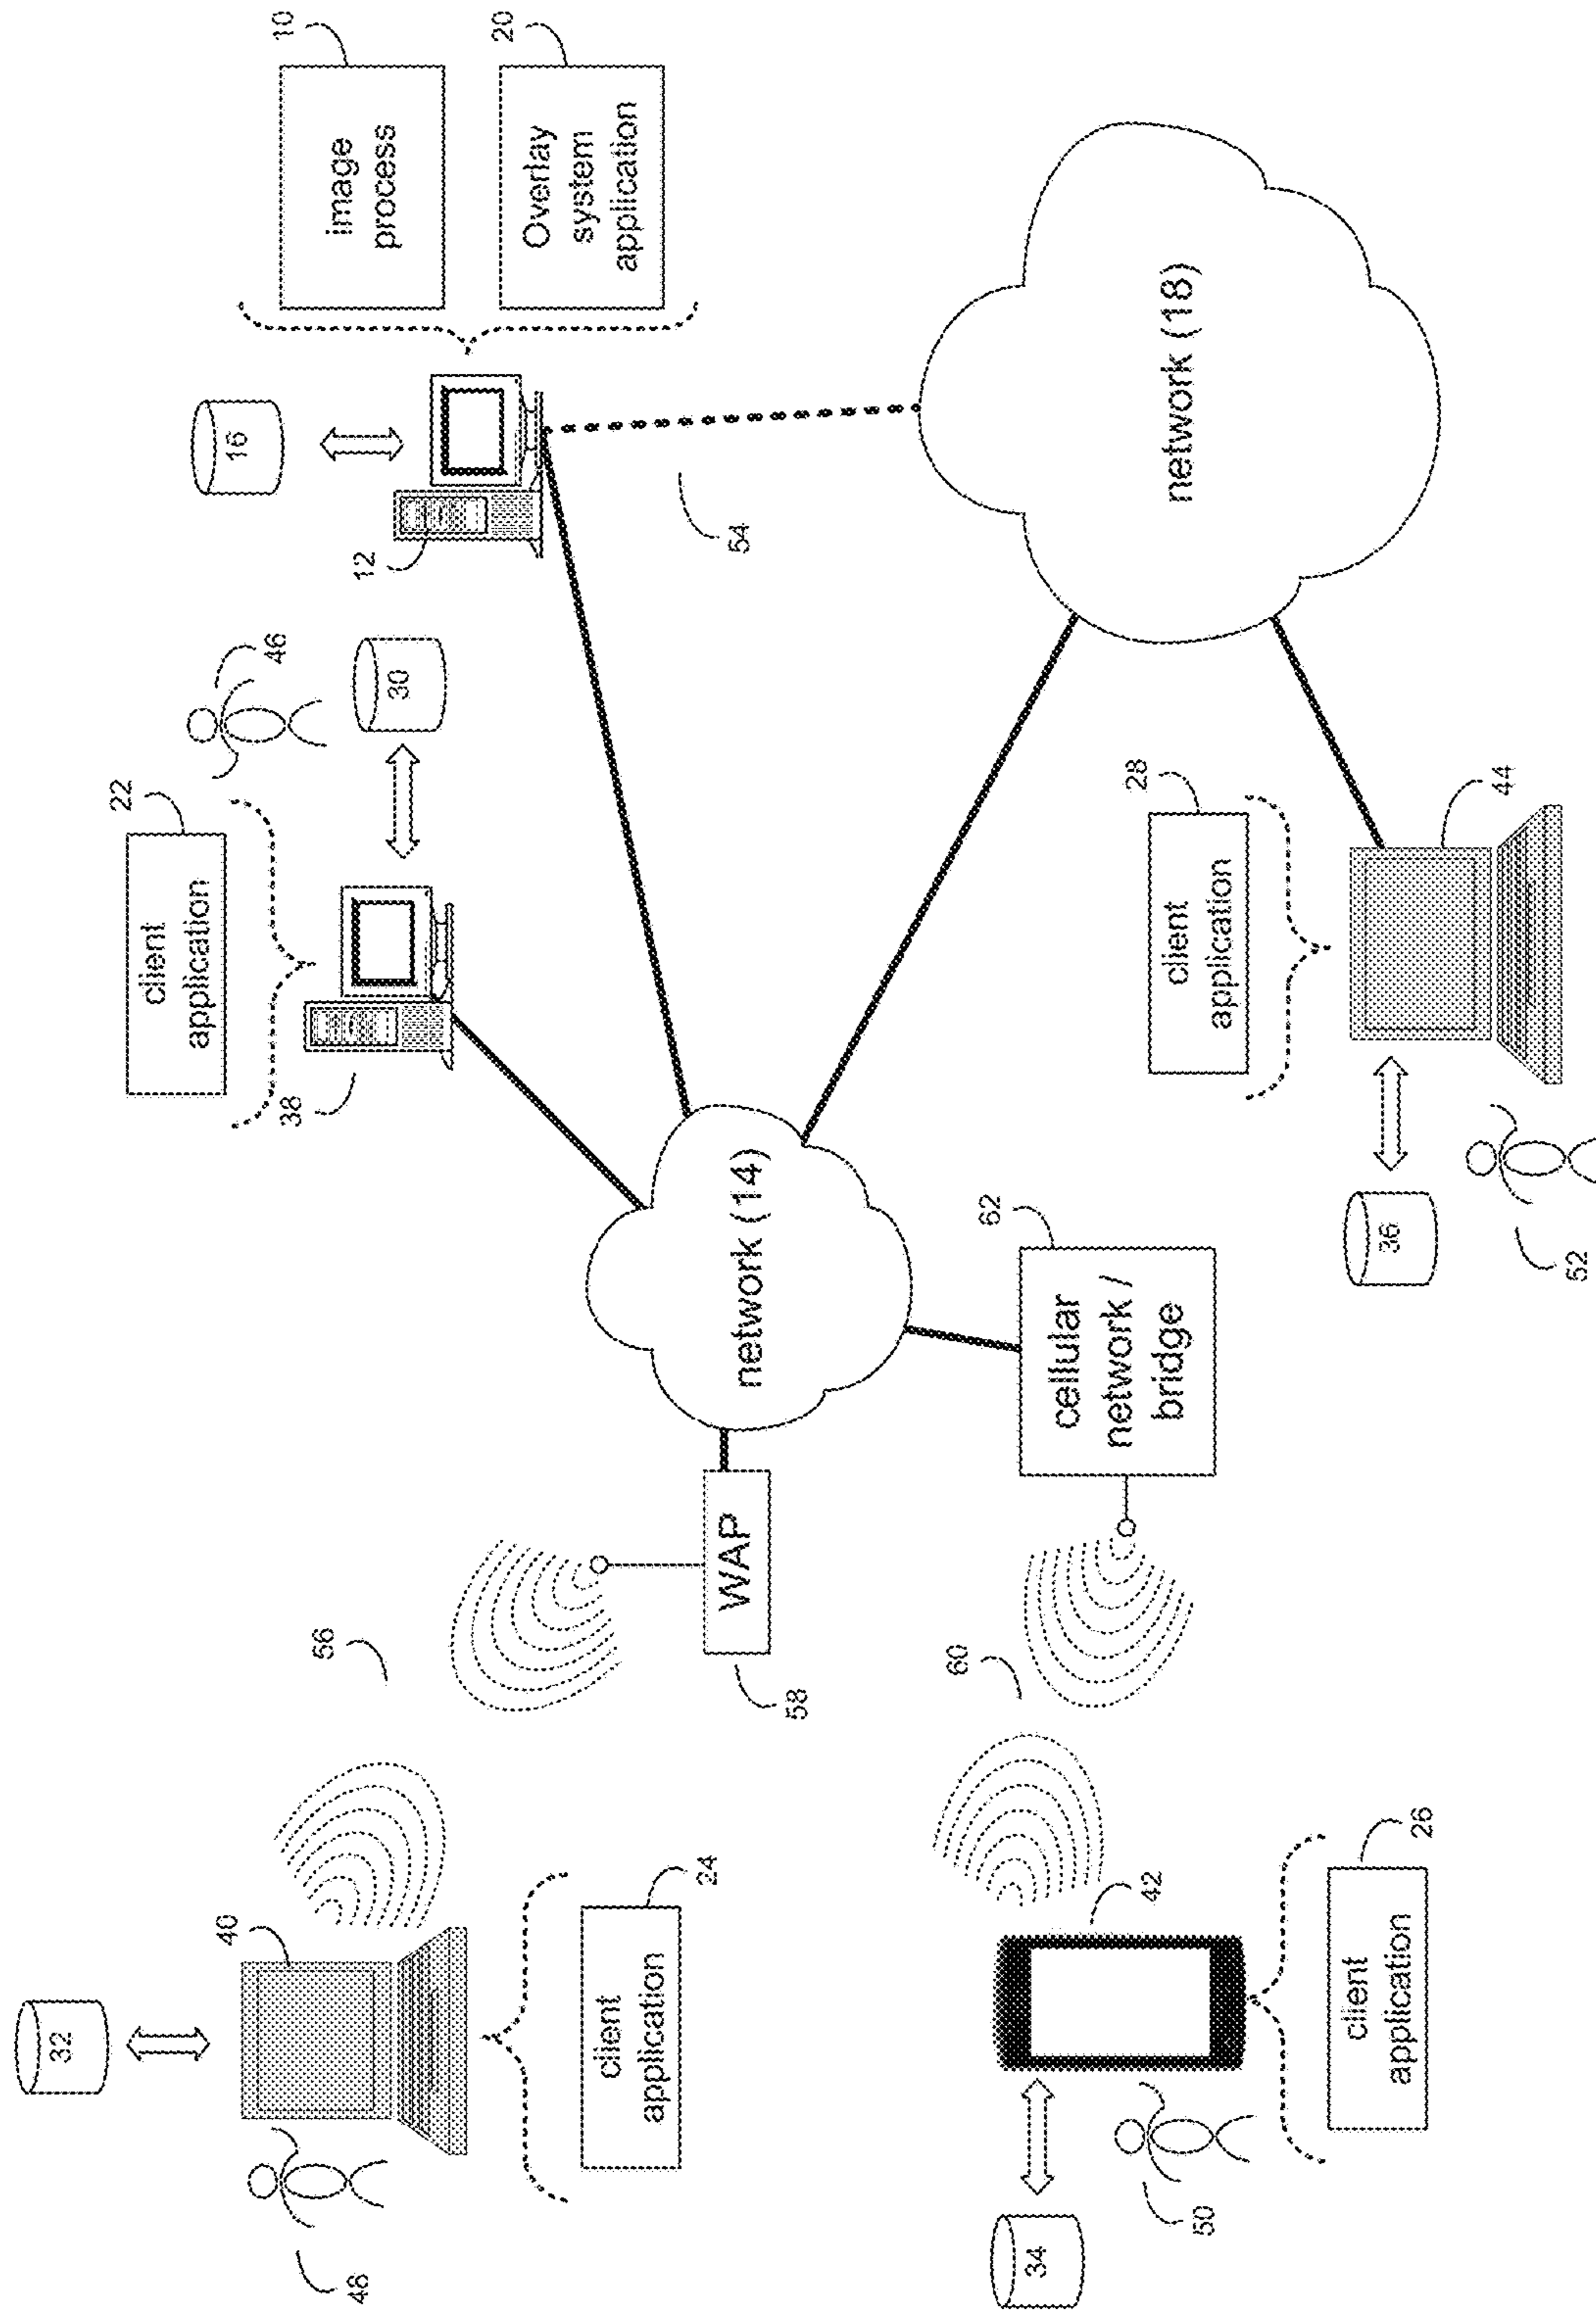 32
40
48
client
application
24
56
WAP
58
34
42
50
client
application
26
60
cellular
network /
bridge
62
network (14)
client
application
22
38
46
30
16
12
image
process
10
Overlay
system
application
20
54
network (18)
client
application
28
44
36
52